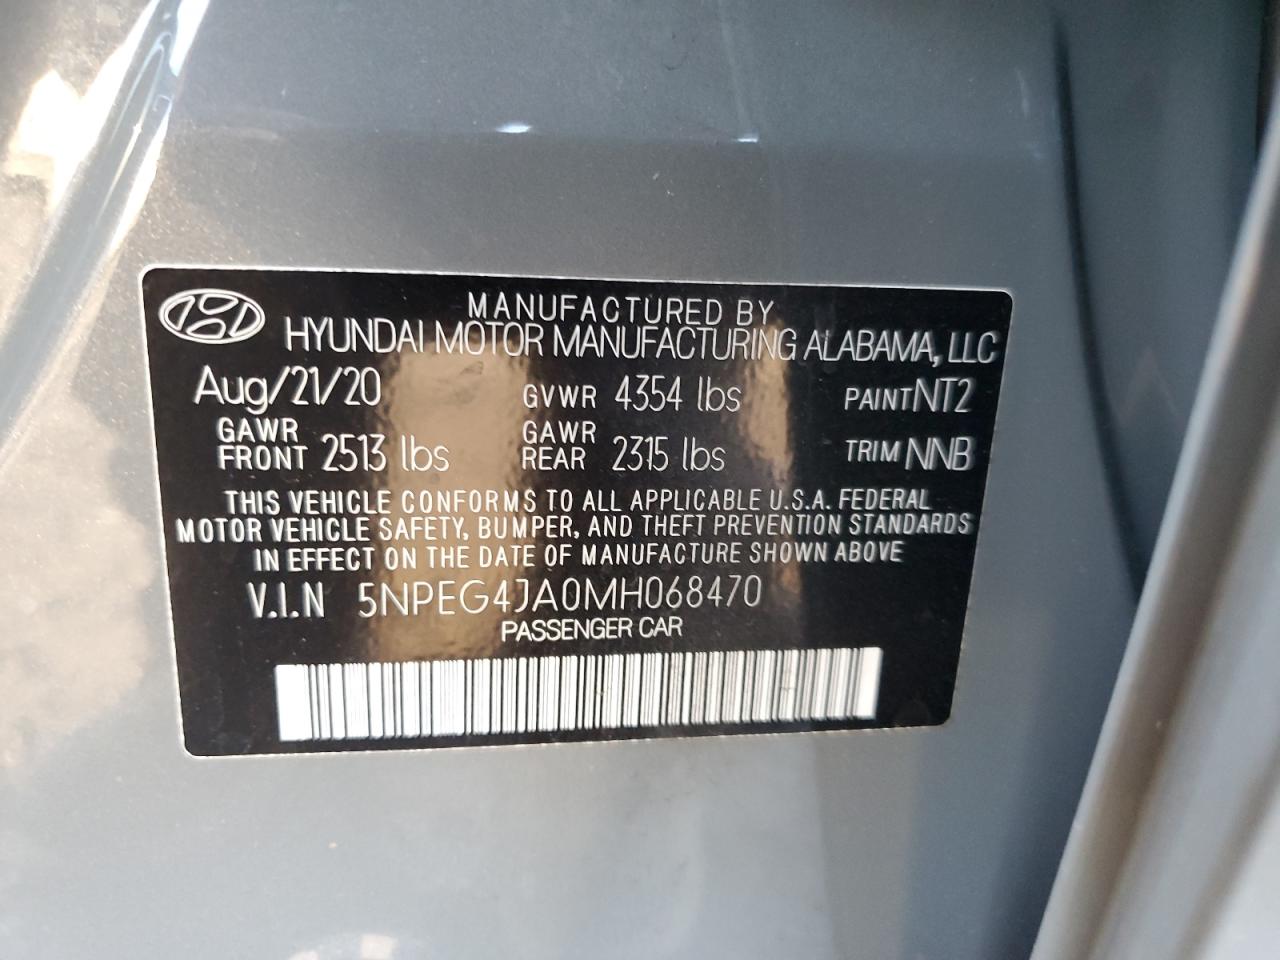 MANUFACTURED BY
HYUNDAI MOTOR MANUFACTURING ALABAMA, LLC
Aug/21/20 GVWR 4354 lbs PAINT NT2
GAWR FRONT 2513 lbs GAWR REAR 2315 lbs TRIM NNB
THIS VEHICLE CONFORMS TO ALL APPLICABLE U.S.A. FEDERAL
MOTOR VEHICLE SAFETY, BUMPER, AND THEFT PREVENTION STANDARDS
IN EFFECT ON THE DATE OF MANUFACTURE SHOWN ABOVE
V.I.N 5NPEG4JA0MH068470
PASSENGER CAR